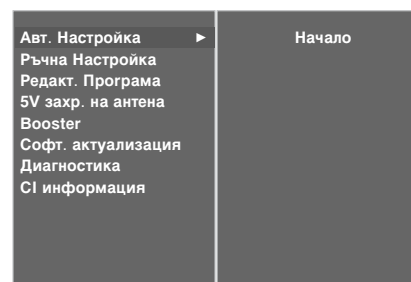 Авт. Настройка ► Начало
Ръчна Настройка
Редакт. Програма
5V захр. на антена
Booster
Софт. актуализация
Диагностика
CI информация